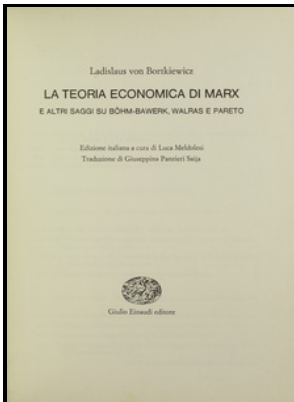 Ladislaus von Bortkiewicz
LA TEORIA ECONOMICA DI MARX
E ALTRI SAGGI SU BÖHM-BAWERK, WALRAS E PARETO
Edizione italiana a cura di Luca Meldolesi
Traduzione di Giuseppina Panzieri Saija
Giulio Einaudi editore